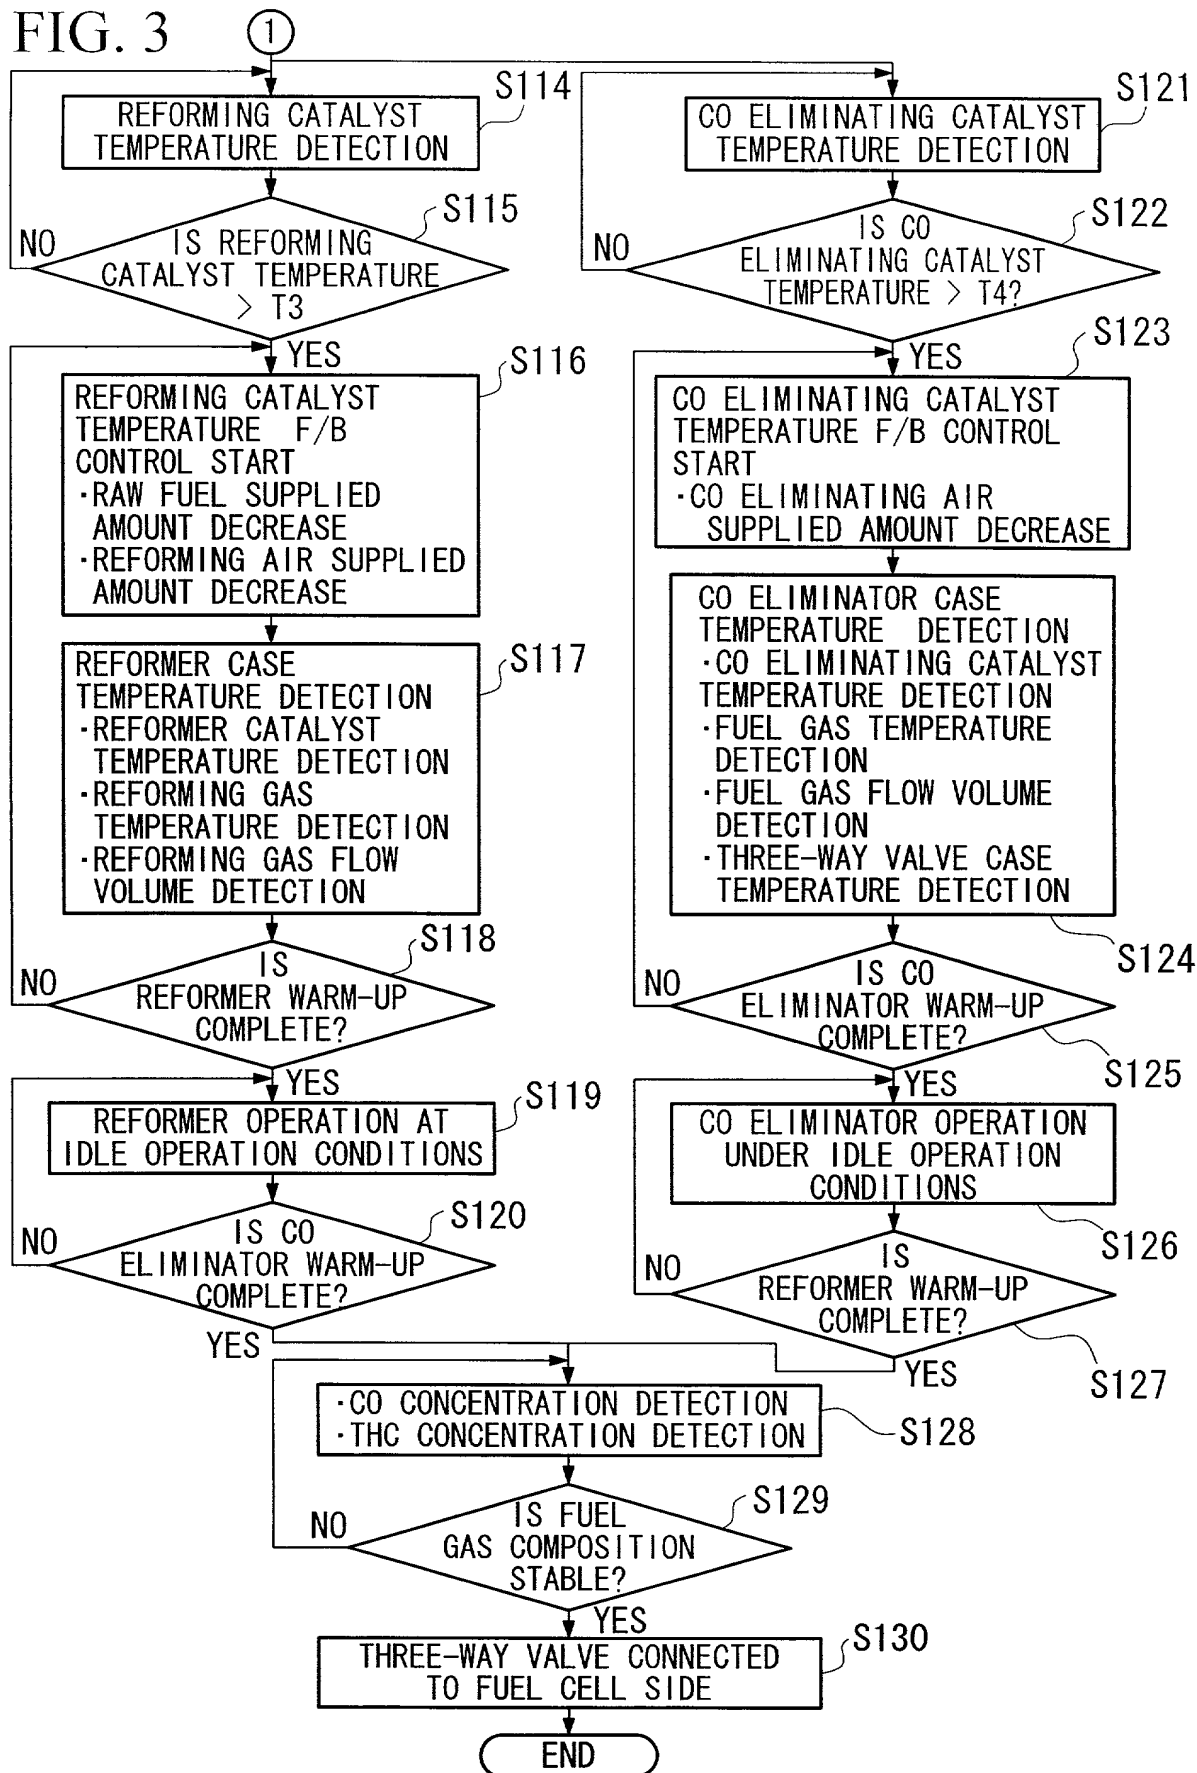 FIG. 3
1
REFORMING CATALYST
TEMPERATURE DETECTION
S114
IS REFORMING
CATALYST TEMPERATURE
> T3
S115
NO
YES
REFORMING CATALYST
TEMPERATURE F/B
CONTROL START
·RAW FUEL SUPPLIED
AMOUNT DECREASE
·REFORMING AIR SUPPLIED
AMOUNT DECREASE
S116
REFORMER CASE
TEMPERATURE DETECTION
·REFORMER CATALYST
TEMPERATURE DETECTION
·REFORMING GAS
TEMPERATURE DETECTION
·REFORMING GAS FLOW
VOLUME DETECTION
S117
IS
REFORMER WARM-UP
COMPLETE?
S118
NO
YES
REFORMER OPERATION AT
IDLE OPERATION CONDITIONS
S119
IS CO
ELIMINATOR WARM-UP
COMPLETE?
S120
NO
YES
CO ELIMINATING CATALYST
TEMPERATURE DETECTION
S121
IS CO
ELIMINATING CATALYST
TEMPERATURE > T4?
S122
NO
YES
CO ELIMINATING CATALYST
TEMPERATURE F/B CONTROL
START
·CO ELIMINATING AIR
SUPPLIED AMOUNT DECREASE
S123
CO ELIMINATOR CASE
TEMPERATURE DETECTION
·CO ELIMINATING CATALYST
TEMPERATURE DETECTION
·FUEL GAS TEMPERATURE
DETECTION
·FUEL GAS FLOW VOLUME
DETECTION
·THREE-WAY VALVE CASE
TEMPERATURE DETECTION
S124
IS CO
ELIMINATOR WARM-UP
COMPLETE?
S125
NO
YES
CO ELIMINATOR OPERATION
UNDER IDLE OPERATION
CONDITIONS
S126
IS
REFORMER WARM-UP
COMPLETE?
S127
NO
YES
·CO CONCENTRATION DETECTION
·THC CONCENTRATION DETECTION
S128
IS FUEL
GAS COMPOSITION
STABLE?
S129
NO
YES
THREE-WAY VALVE CONNECTED
TO FUEL CELL SIDE
S130
END